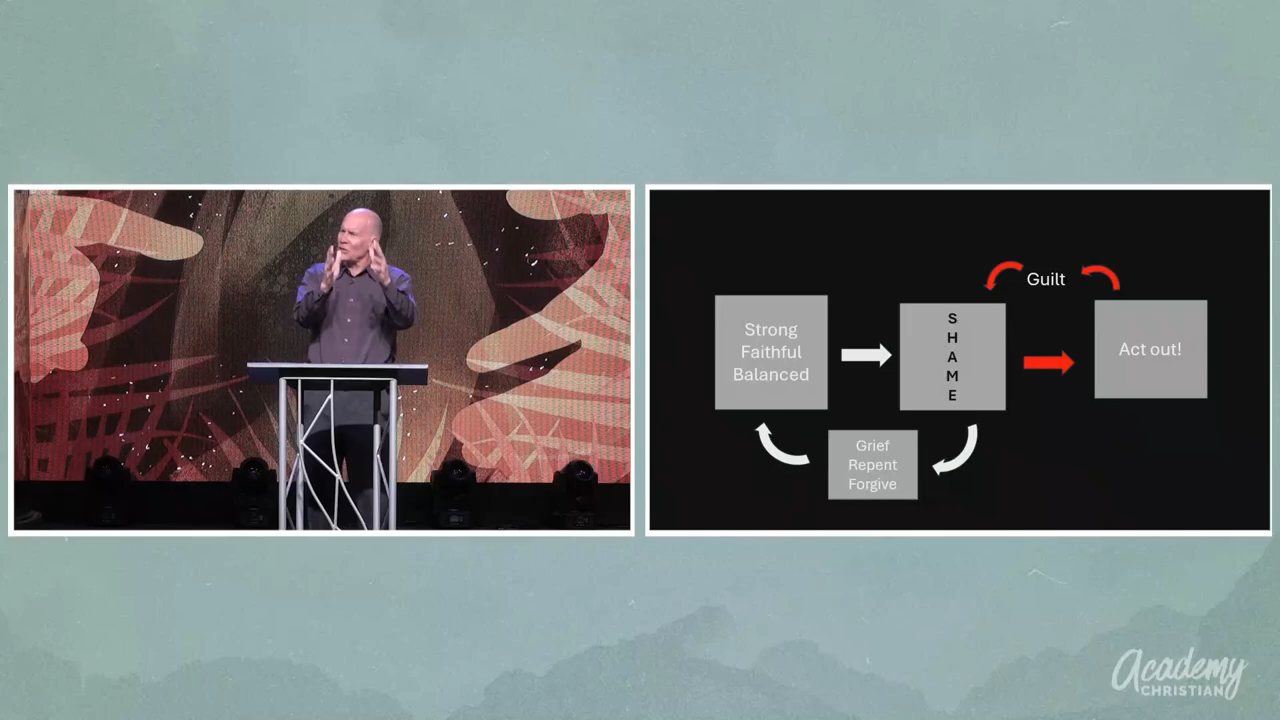 Guilt
Strong
Faithful
Balanced
S
H
A
M
E
Act out!
Grief
Repent
Forgive
Academy
CHRISTIAN